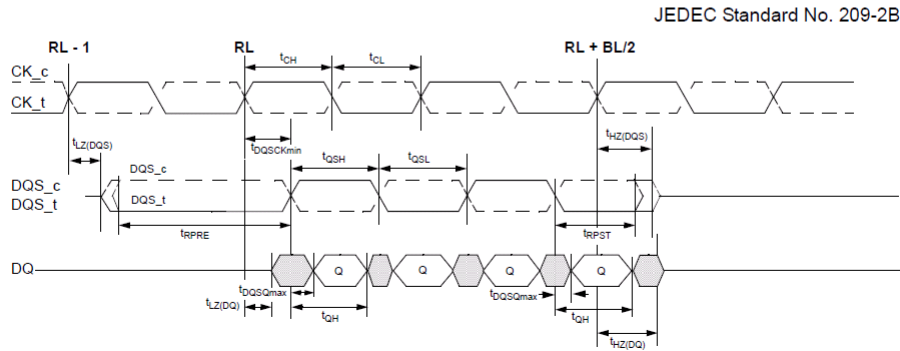 JEDEC Standard No. 209-2B
RL - 1 RL RL + BL/2
tCH tCL
CK_c
CK_t
tLZ(DQS) tDQSCKmin tHZ(DQS)
tQSH tQSL
DQS_c
DQS_c
DQS_t DQS_t
tRPRE tRPST
DQ Q Q Q Q
tDQSQmax tDQSQmax
tLZ(DQ) tQH tQH
tHZ(DQ)